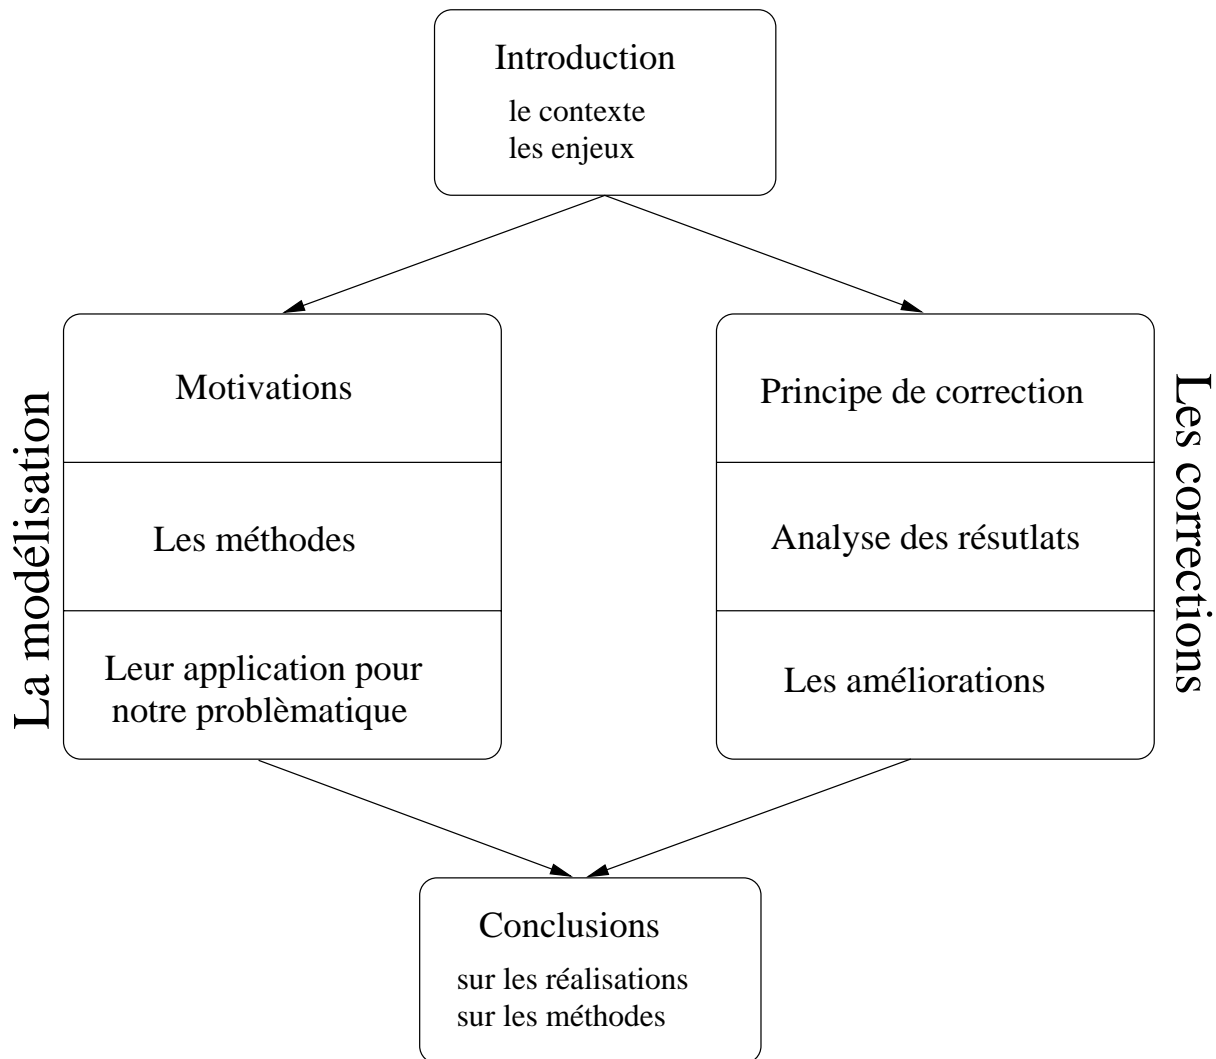 Introduction
le contexte
les enjeux
La modélisation
Motivations
Les méthodes
Leur application pour
notre problèmatique
Les corrections
Principe de correction
Analyse des résutlats
Les améliorations
Conclusions
sur les réalisations
sur les méthodes